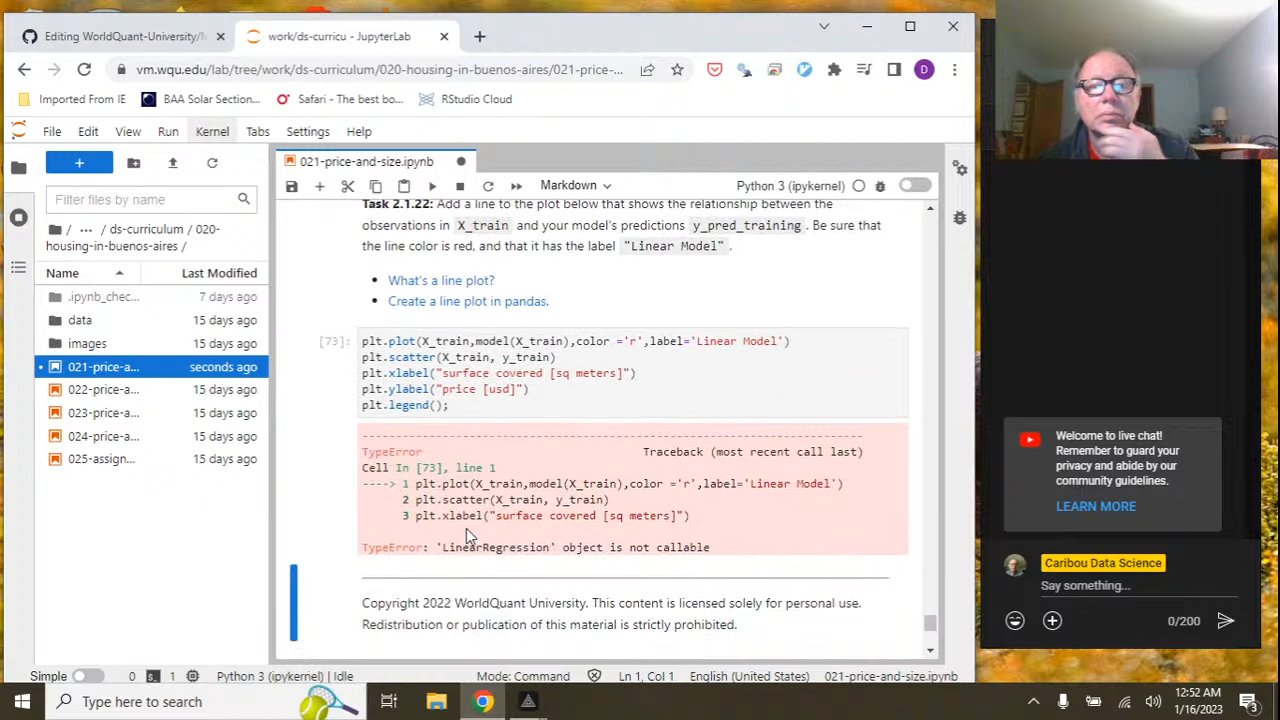 Editing WorldQuant-University/
work/ds-curricu - JupyterLab
vm.wqu.edu/lab/tree/work/ds-curriculum/020-housing-in-buenos-aires/021-price-...
D
Imported From IE
BAA Solar Section...
Safari - The best bo...
RStudio Cloud
File Edit View Run Kernel Tabs Settings Help
021-price-and-size.ipynb
Filter files by name
Markdown
Python 3 (ipykernel)
/ ... / ds-curriculum / 020-
housing-in-buenos-aires /
Name Last Modified
.ipynb_chec... 7 days ago
data 15 days ago
images 15 days ago
021-price-a... seconds ago
022-price-a... 15 days ago
023-price-a... 15 days ago
024-price-a... 15 days ago
025-assign... 15 days ago
Task 2.1.22: Add a line to the plot below that shows the relationship between the
observations in X_train and your model's predictions y_pred_training. Be sure that
the line color is red, and that it has the label "Linear Model".
What's a line plot?
Create a line plot in pandas.
[73]: plt.plot(X_train,model(X_train),color ='r',label='Linear Model')
plt.scatter(X_train, y_train)
plt.xlabel("surface covered [sq meters]")
plt.ylabel("price [usd]")
plt.legend();
---------------------------------------------------------------------------
TypeError Traceback (most recent call last)
Cell In [73], line 1
----> 1 plt.plot(X_train,model(X_train),color ='r',label='Linear Model')
2 plt.scatter(X_train, y_train)
3 plt.xlabel("surface covered [sq meters]")
TypeError: 'LinearRegression' object is not callable
Copyright 2022 WorldQuant University. This content is licensed solely for personal use.
Redistribution or publication of this material is strictly prohibited.
Simple 0 1 Python 3 (ipykernel) | Idle Mode: Command Ln 1, Col 1 English (United States) 021-price-and-size.ipynb
Welcome to live chat!
Remember to guard your
privacy and abide by our
community guidelines.
LEARN MORE
Caribou Data Science
Say something...
0/200
Type here to search
12:52 AM
1/16/2023
3